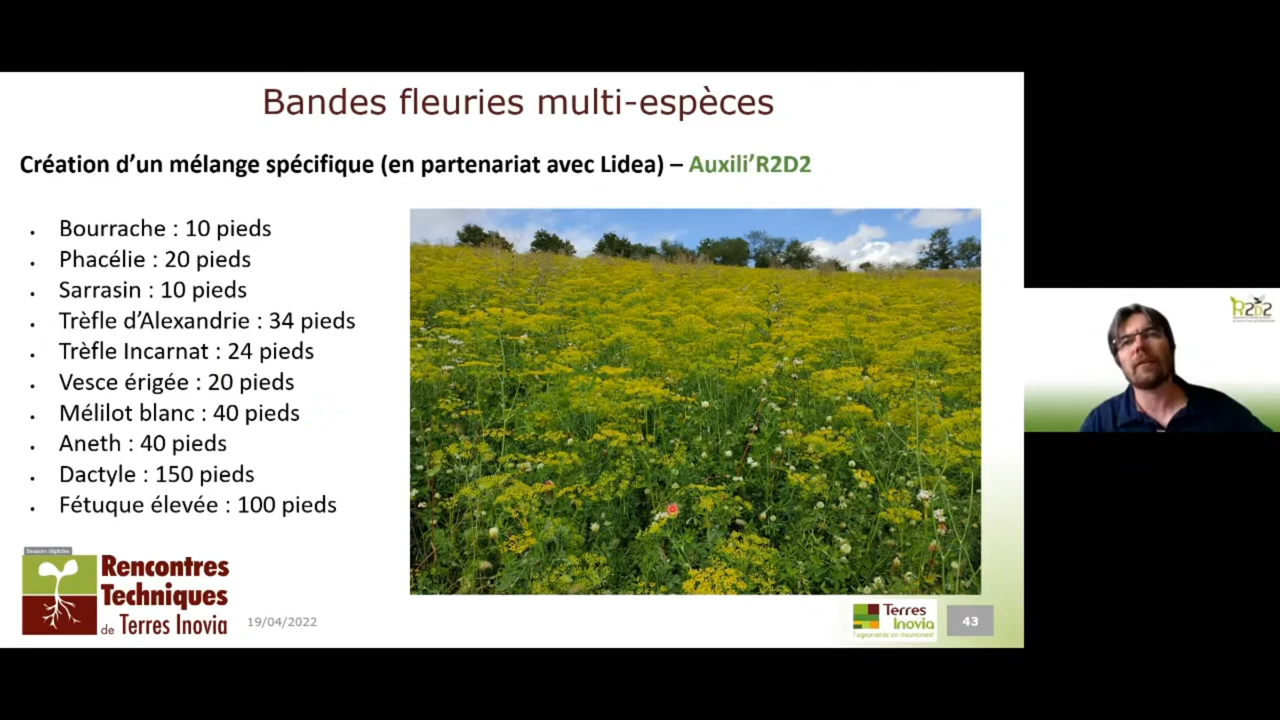 Bandes fleuries multi-espèces
Création d'un mélange spécifique (en partenariat avec Lidea) – Auxili'R2D2
• Bourrache : 10 pieds
• Phacélie : 20 pieds
• Sarrasin : 10 pieds
• Trèfle d'Alexandrie : 34 pieds
• Trèfle Incarnat : 24 pieds
• Vesce érigée : 20 pieds
• Mélilot blanc : 40 pieds
• Aneth : 40 pieds
• Dactyle : 150 pieds
• Fétuque élevée : 100 pieds
R2D2
Sessions digitales
Rencontres
Techniques
de Terres Inovia
19/04/2022
Terres
Inovia
l'agronomie en mouvement
43